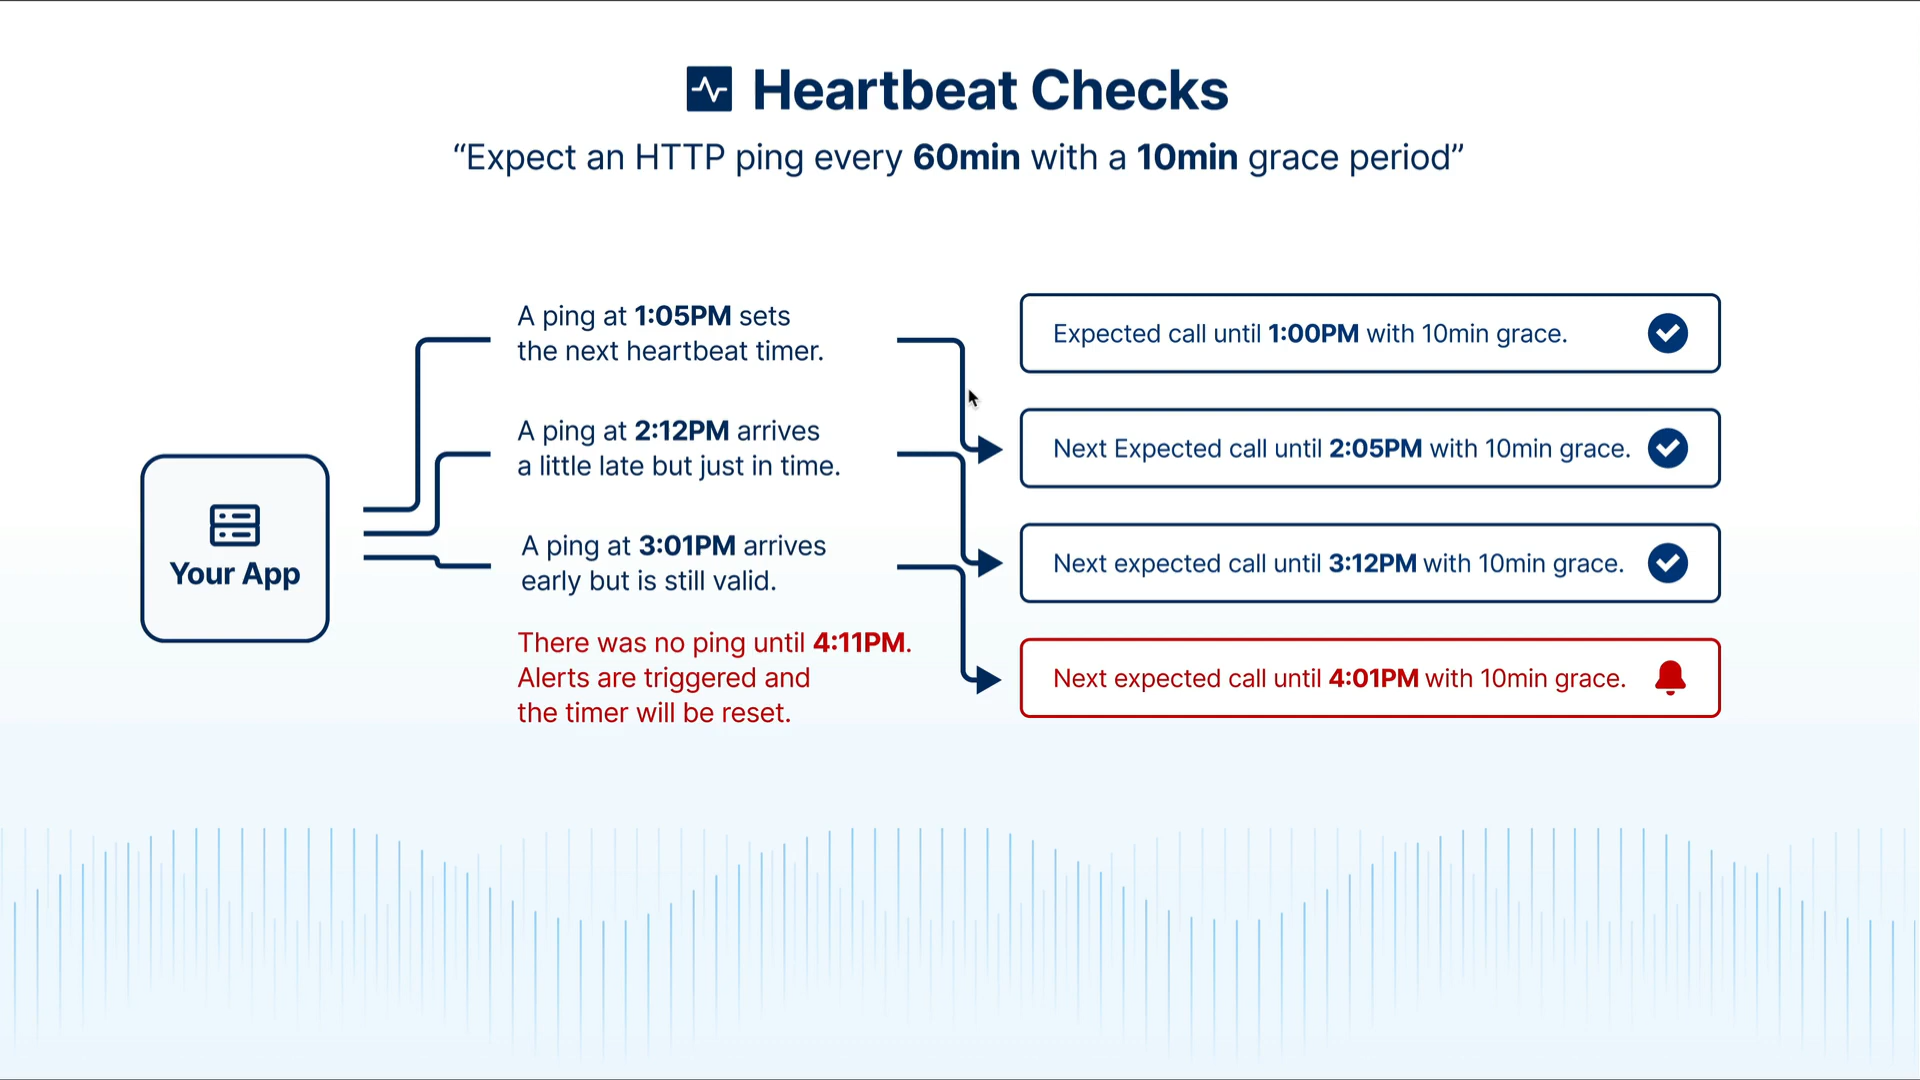 Heartbeat Checks
“Expect an HTTP ping every 60min with a 10min grace period”
Your App
A ping at 1:05PM sets
the next heartbeat timer.
A ping at 2:12PM arrives
a little late but just in time.
A ping at 3:01PM arrives
early but is still valid.
There was no ping until 4:11PM.
Alerts are triggered and
the timer will be reset.
Expected call until 1:00PM with 10min grace.
Next Expected call until 2:05PM with 10min grace.
Next expected call until 3:12PM with 10min grace.
Next expected call until 4:01PM with 10min grace.